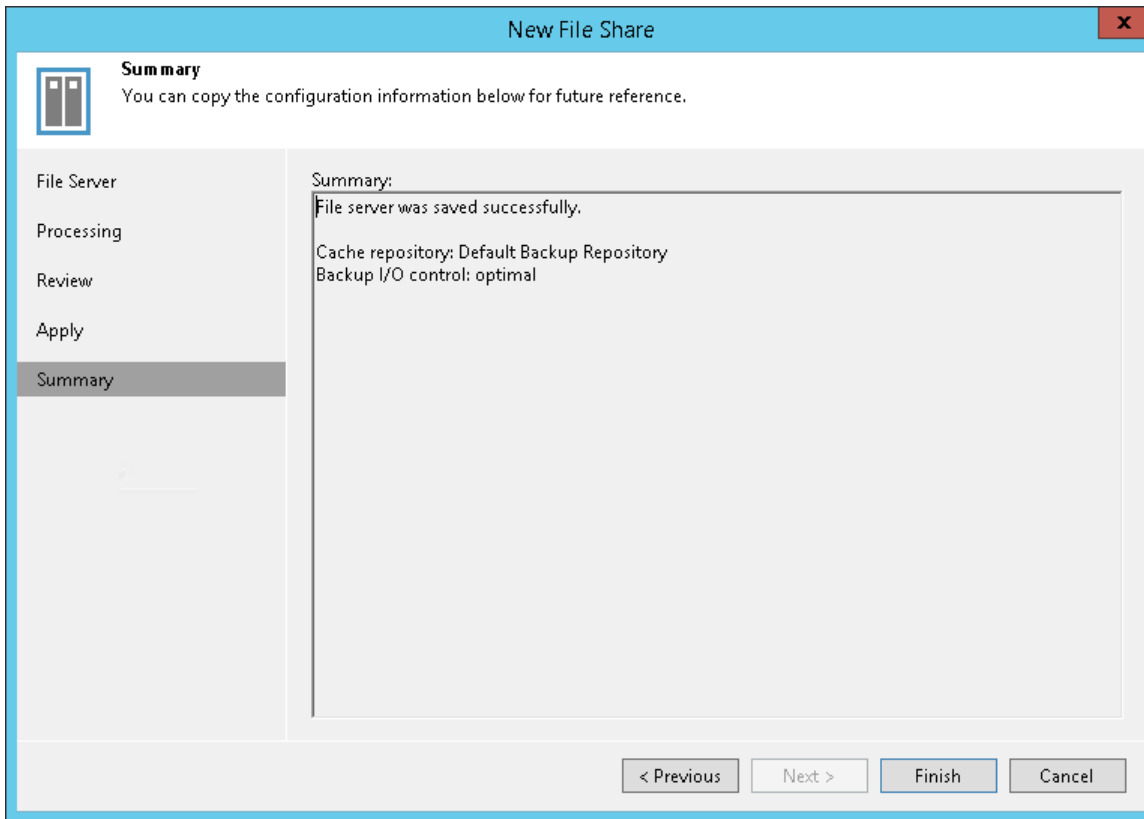 New File Share
x
Summary
You can copy the configuration information below for future reference.
File Server
Processing
Review
Apply
Summary
Summary:
File server was saved successfully.
Cache repository: Default Backup Repository
Backup I/O control: optimal
< Previous
Next >
Finish
Cancel